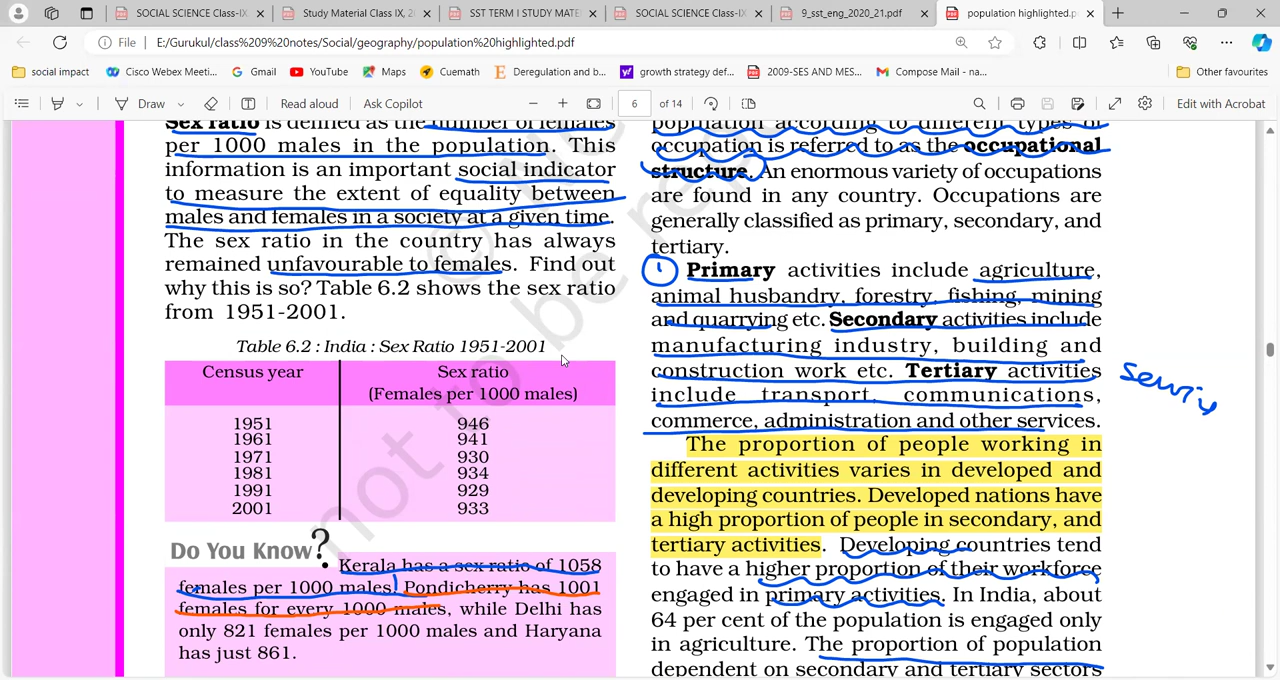 SOCIAL SCIENCE Class-IX
Study Material Class IX, 2
SST TERM I STUDY MATE
SOCIAL SCIENCE Class-IX
9_sst_eng_2020_21.pdf
population highlighted.p
File E:/Gurukul/class%209%20notes/Social/geography/population%20highlighted.pdf
social impact Cisco Webex Meeti... Gmail YouTube Maps Cuemath Deregulation and b... growth strategy def... 2009-SES AND MES... Compose Mail - na... Other favourites
Draw Read aloud Ask Copilot 6 of 14 Edit with Acrobat
Sex ratio is defined as the number of females
per 1000 males in the population. This
information is an important social indicator
to measure the extent of equality between
males and females in a society at a given time.
The sex ratio in the country has always
remained unfavourable to females. Find out
why this is so? Table 6.2 shows the sex ratio
from 1951-2001.
Table 6.2 : India : Sex Ratio 1951-2001
Census year Sex ratio
(Females per 1000 males)
1951 946
1961 941
1971 930
1981 934
1991 929
2001 933
Do You Know?
• Kerala has a sex ratio of 1058
females per 1000 males! Pondicherry has 1001
females for every 1000 males, while Delhi has
only 821 females per 1000 males and Haryana
has just 861.
population according to different types of
occupation is referred to as the occupational
structure. An enormous variety of occupations
are found in any country. Occupations are
generally classified as primary, secondary, and
tertiary.
1 Primary activities include agriculture,
animal husbandry, forestry, fishing, mining
and quarrying etc. Secondary activities include
manufacturing industry, building and
construction work etc. Tertiary activities
include transport, communications,
commerce, administration and other services.
The proportion of people working in
different activities varies in developed and
developing countries. Developed nations have
a high proportion of people in secondary, and
tertiary activities. Developing countries tend
to have a higher proportion of their workforce
engaged in primary activities. In India, about
64 per cent of the population is engaged only
in agriculture. The proportion of population
dependent on secondary and tertiary sectors
not to be re